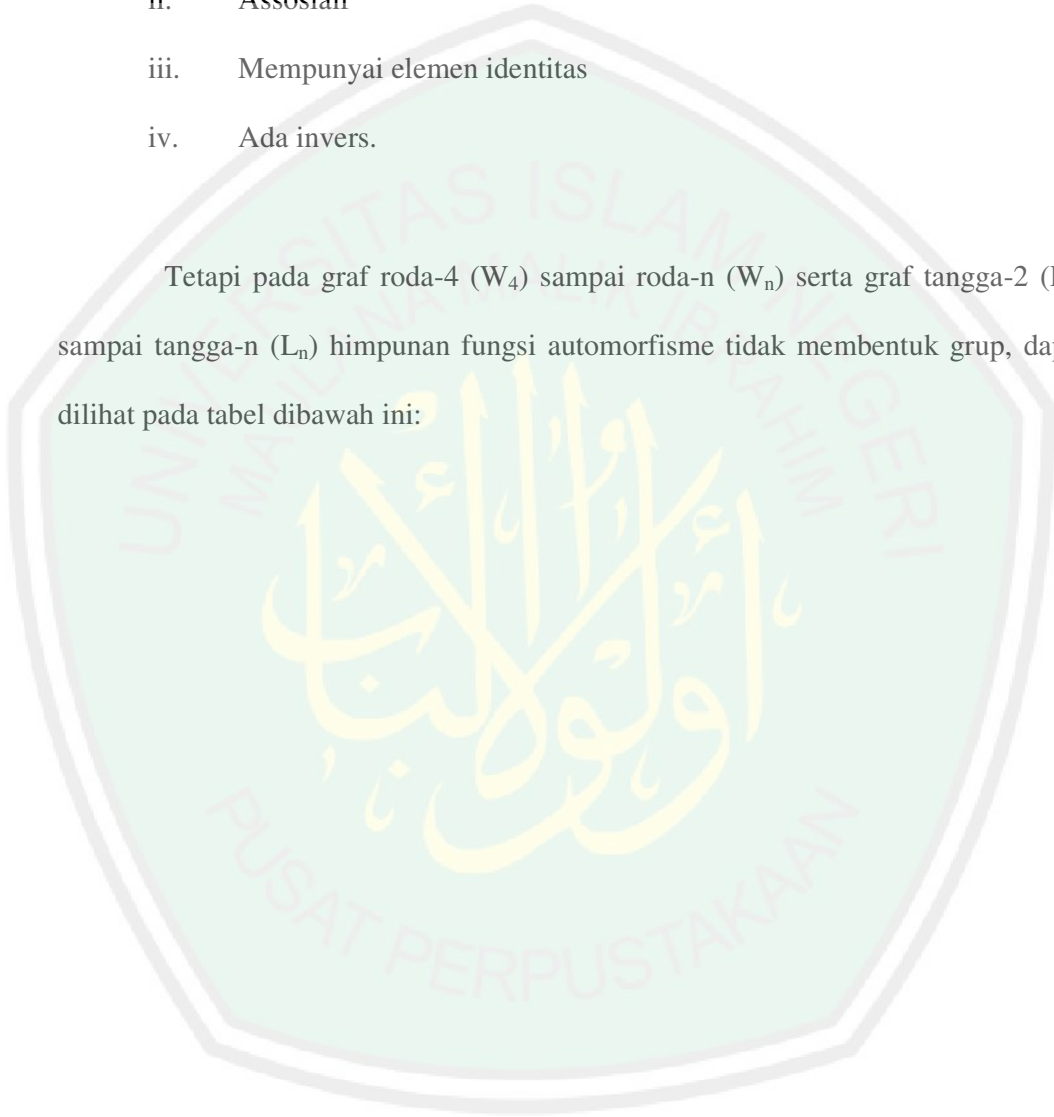 ii. Assosiatif
iii. Mempunyai elemen identitas
iv. Ada invers.
Tetapi pada graf roda-4 (W4) sampai roda-n (Wn) serta graf tangga-2
sampai tangga-n (Ln) himpunan fungsi automorfisme tidak membentuk grup,
dilihat pada tabel dibawah ini:
UNIVERSITAS ISLAM NEGERI
MAULANA MALIK IBRAHIM
PUSAT PERPUSTAKAAN